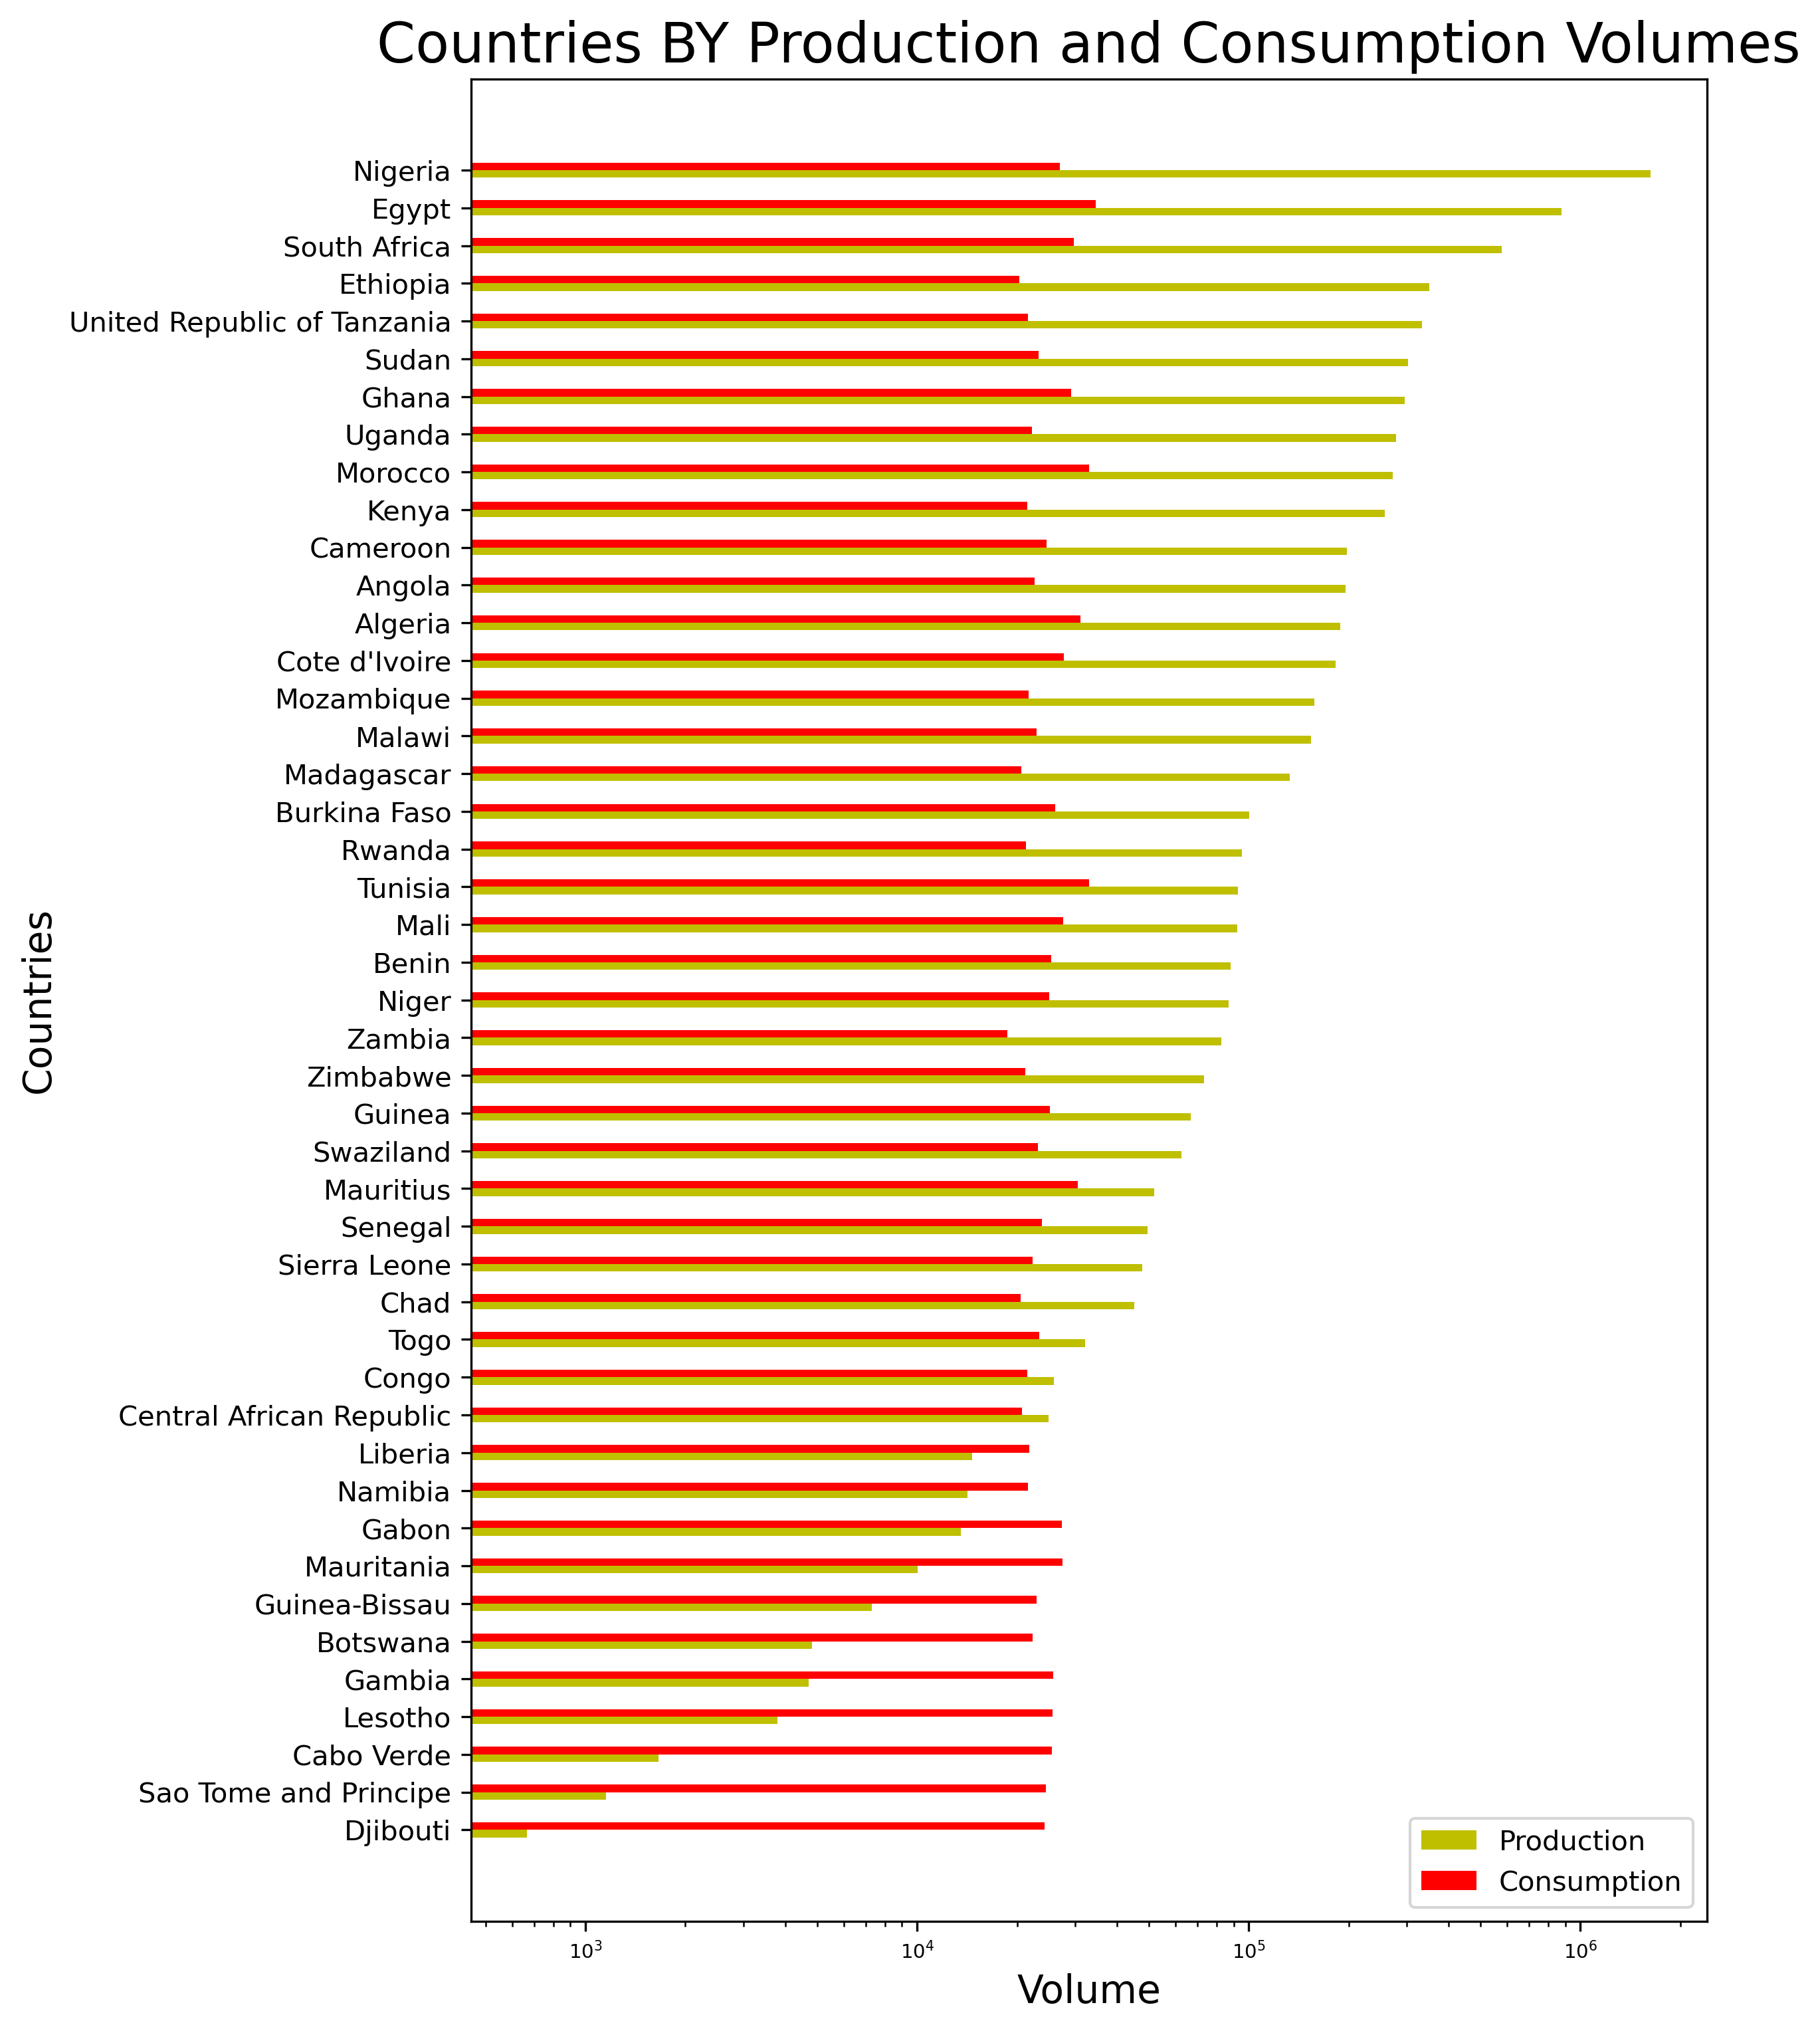 Countries BY Production and Consumption Volumes
Nigeria
Egypt
South Africa
Ethiopia
United Republic of Tanzania
Sudan
Ghana
Uganda
Morocco
Kenya
Cameroon
Angola
Algeria
Cote d'Ivoire
Mozambique
Malawi
Madagascar
Burkina Faso
Rwanda
Tunisia
Mali
Benin
Niger
Zambia
Zimbabwe
Guinea
Swaziland
Mauritius
Senegal
Sierra Leone
Chad
Togo
Congo
Central African Republic
Liberia
Namibia
Gabon
Mauritania
Guinea-Bissau
Botswana
Gambia
Lesotho
Cabo Verde
Sao Tome and Principe
Djibouti
Countries
Production
Consumption
10³ 10⁴ 10⁵ 10⁶
Volume